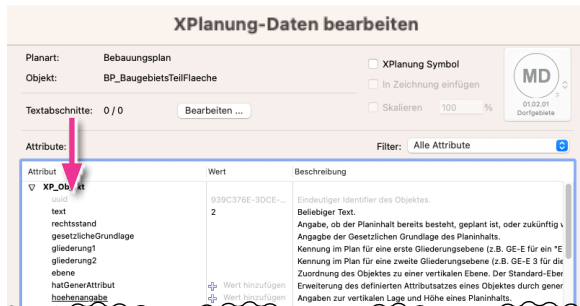 XPlanung-Daten bearbeiten
Planart: Bebauungsplan
Objekt: BP_BaugebietsTeilFlaeche
XPlanung Symbol
In Zeichnung einfügen
Skalieren 100 %
MD
01.02.01
Dorfgebiete
Textabschnitte: 0 / 0 Bearbeiten ...
Attribute: Filter: Alle Attribute
Attribut Wert Beschreibung
XP_Objekt
uuid 939C376E-3DCE-... Eindeutiger Identifier des Objektes.
text 2 Beliebiger Text.
rechtsstand Angabe, ob der Planinhalt bereits besteht, geplant ist, oder zukünftig v
gesetzlicheGrundlage Angagbe der Gesetzlichen Grundlage des Planinhalts.
gliederung1 Kennung im Plan für eine erste Gliederungsebene (z.B. GE-E für ein "E
gliederung2 Kennung im Plan für eine zweite Gliederungsebene (z.B. GE-E 3 für die
ebene Zuordnung des Objektes zu einer vertikalen Ebene. Der Standard-Eber
hatGenerAttribut Wert hinzufügen Erweiterung des definierten Attributsatzes eines Objektes durch gener
hoehenangabe Wert hinzufügen Angaben zur vertikalen Lage und Höhe eines Planinhalts.